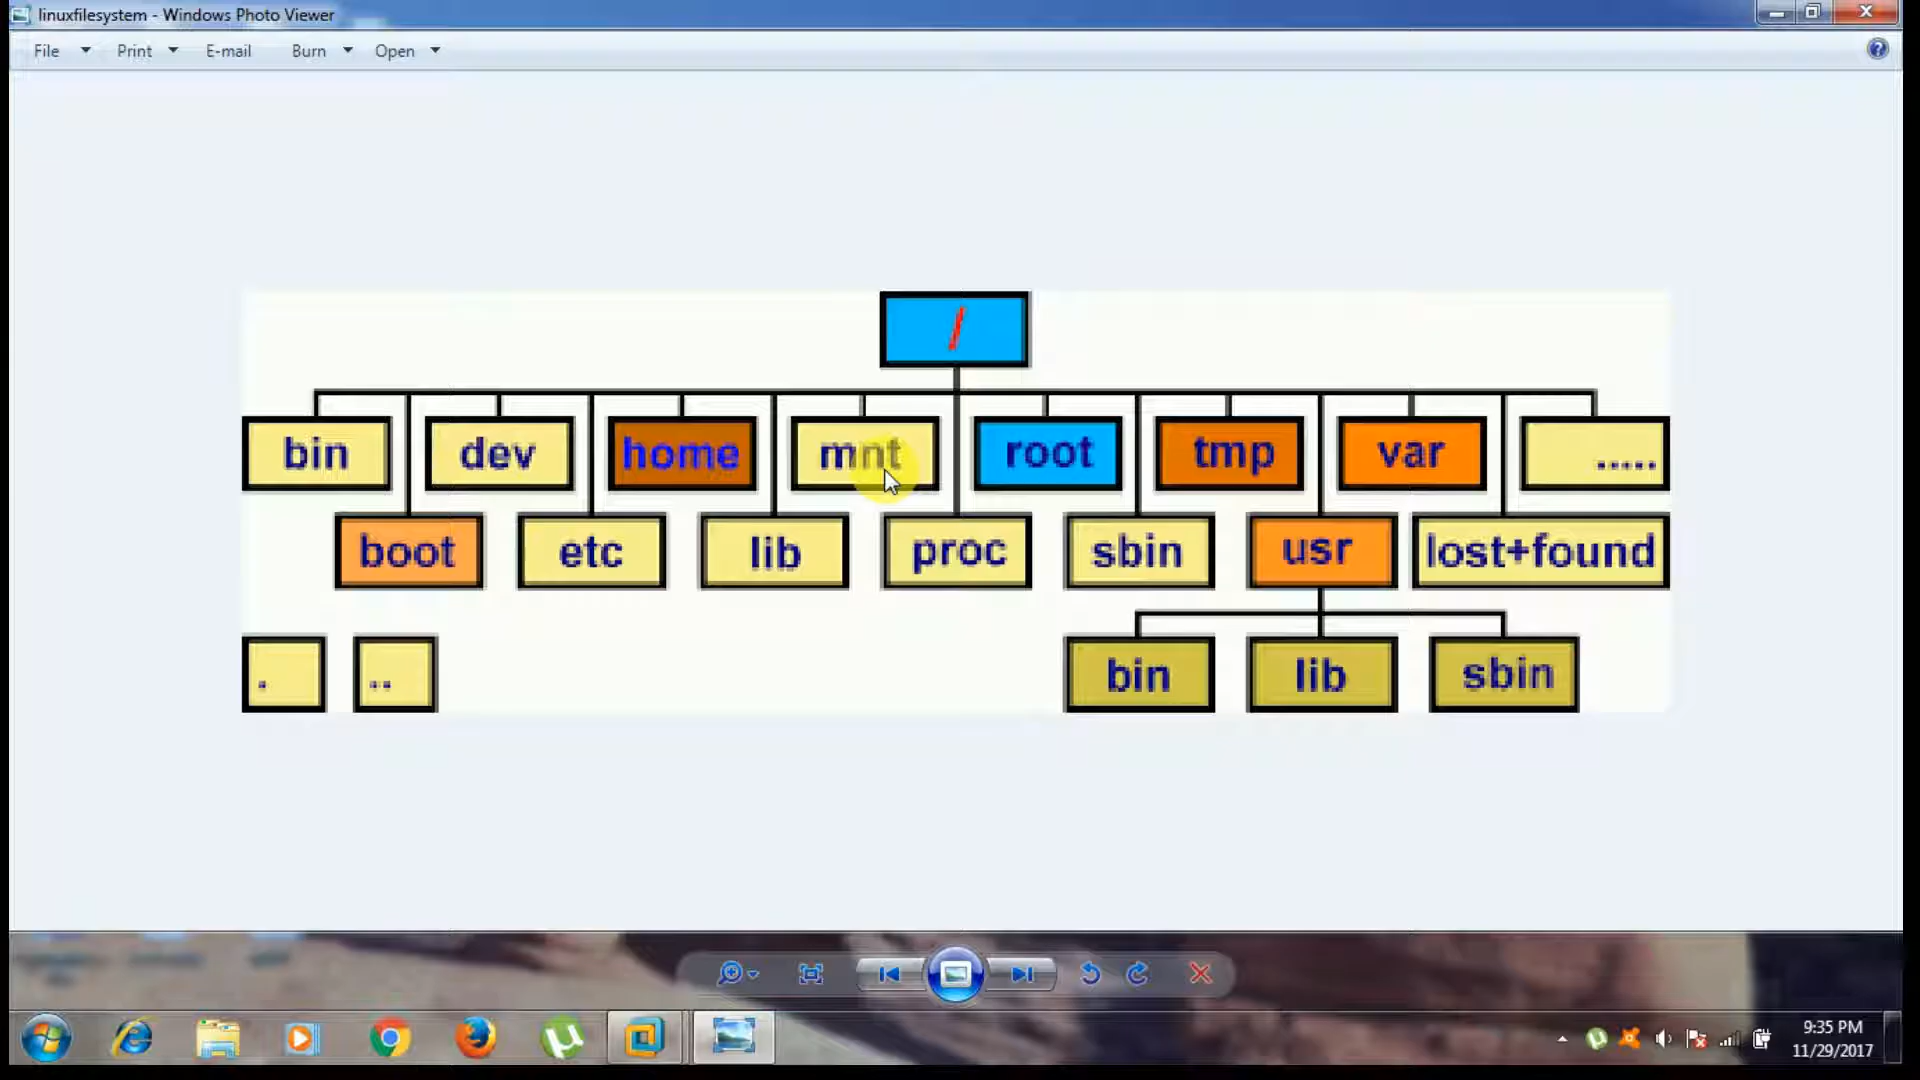 linuxfilesystem - Windows Photo Viewer
File Print E-mail Burn Open
/
bin dev home mnt root tmp var .....
boot etc lib proc sbin usr lost+found
. .. bin lib sbin
9:35 PM
11/29/2017